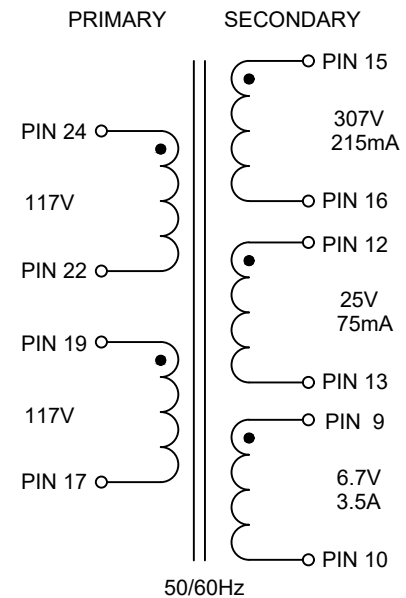 PRIMARY
SECONDARY
PIN 24
117V
PIN 22
PIN 19
117V
PIN 17
PIN 15
307V
215mA
PIN 16
PIN 12
25V
75mA
PIN 13
PIN 9
6.7V
3.5A
PIN 10
50/60Hz